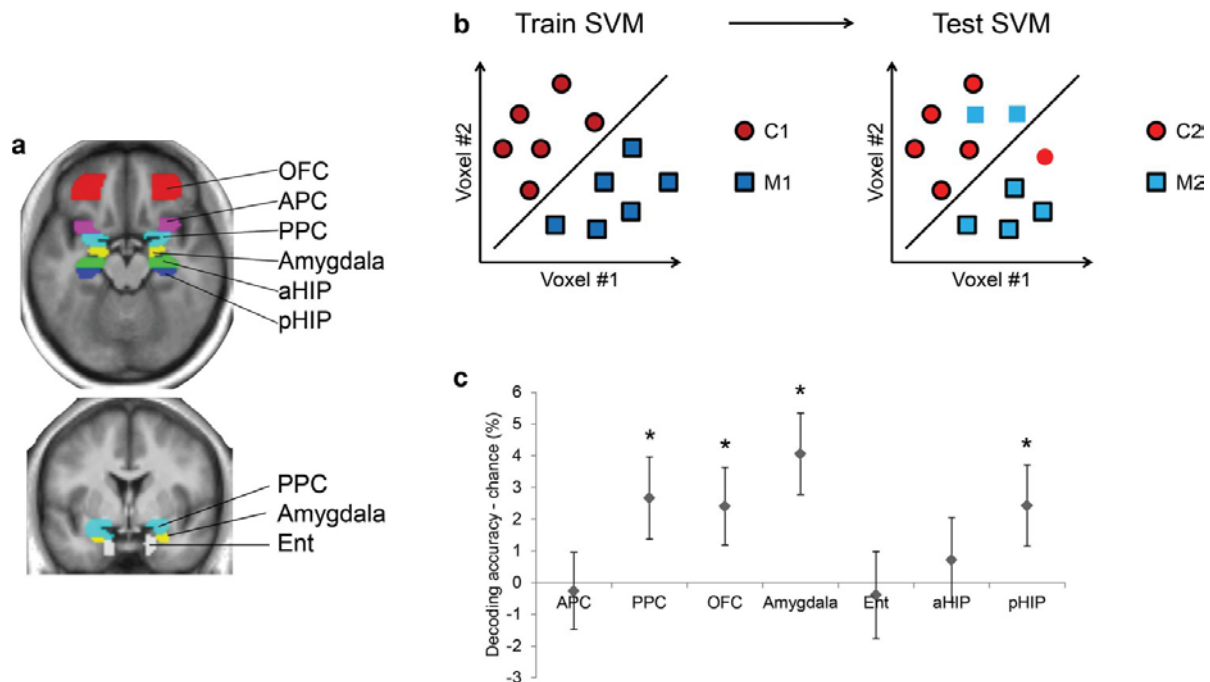 a
OFC
APC
PPC
Amygdala
aHIP
pHIP
PPC
Amygdala
Ent
b
Train SVM
Test SVM
Voxel #2
Voxel #1
C1
M1
Voxel #2
Voxel #1
C2
M2
c
Decoding accuracy - chance (%)
6
5
4
3
2
1
0
-1
-2
-3
*
*
*
*
APC
PPC
OFC
Amygdala
Ent
aHIP
pHIP